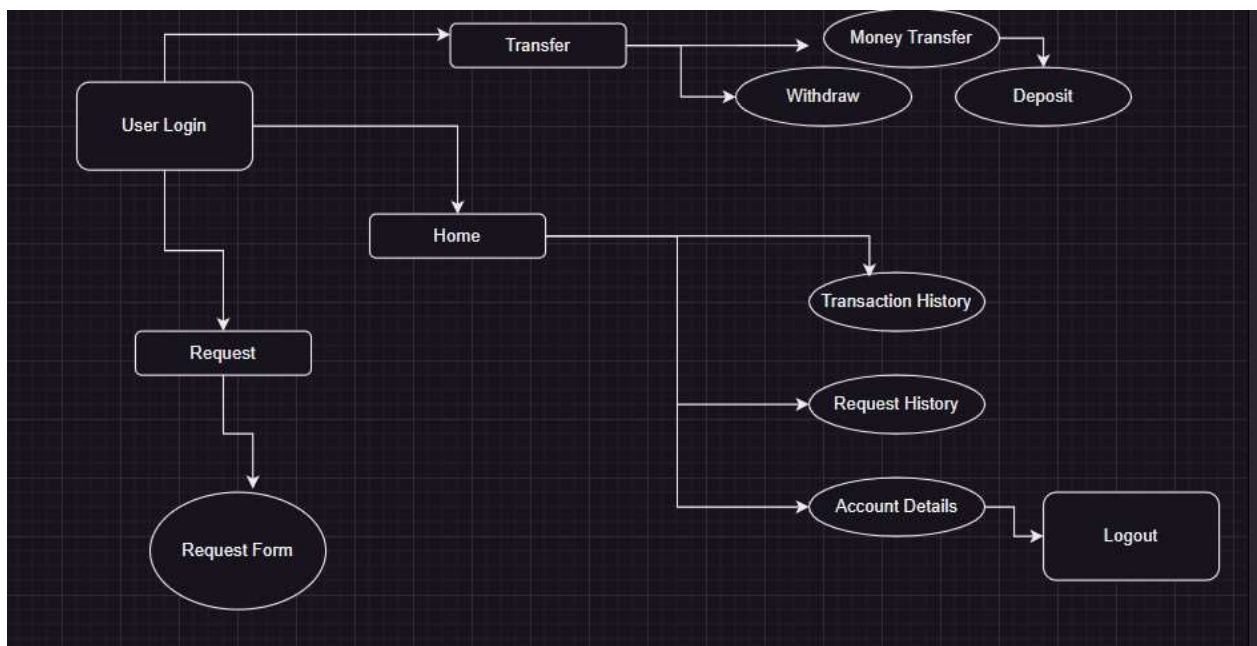 Money Transfer
Transfer
Withdraw
Deposit
User Login
Home
Transaction History
Request
Request History
Account Details
Logout
Request Form